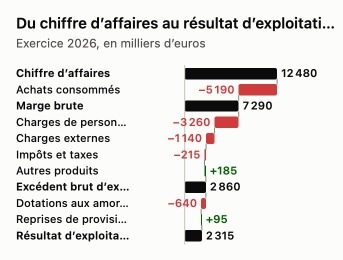 Du chiffre d’affaires au résultat d’exploitati...
Exercice 2026, en milliers d’euros
Chiffre d’affaires 12 480
Achats consommés −5 190
Marge brute 7 290
Charges de person... −3 260
Charges externes −1 140
Impôts et taxes −215
Autres produits +185
Excédent brut d’ex... 2 860
Dotations aux amor... −640
Reprises de provisi... +95
Résultat d’exploita... 2 315